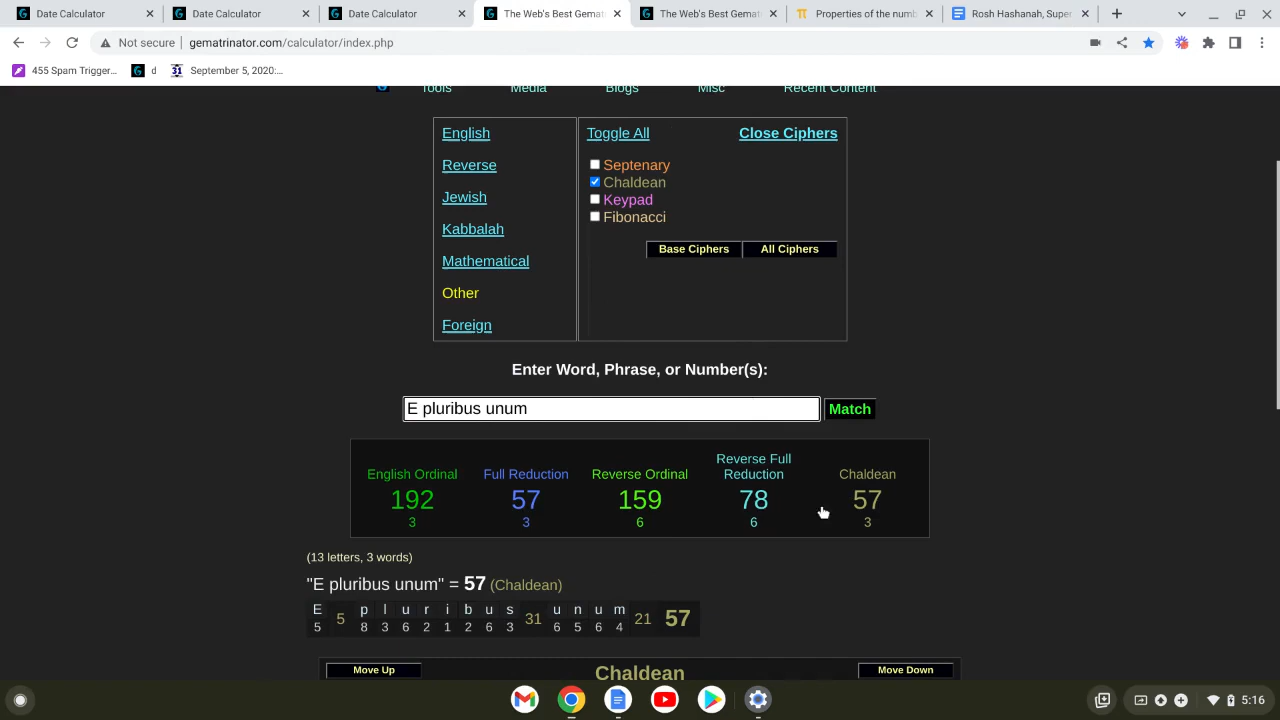 Date Calculator
Date Calculator
Date Calculator
The Web's Best Gemat
The Web's Best Gemat
Properties of the numb
Rosh Hashanah, Super
Not secure
gematrinator.com/calculator/index.php
455 Spam Trigger...
d
31
September 5, 2020:...
Tools
Media
Blogs
Misc
Recent Content
English
Reverse
Jewish
Kabbalah
Mathematical
Other
Foreign
Toggle All
Close Ciphers
Septenary
Chaldean
Keypad
Fibonacci
Base Ciphers
All Ciphers
Enter Word, Phrase, or Number(s):
E pluribus unum
Match
English Ordinal
192
3
Full Reduction
57
3
Reverse Ordinal
159
6
Reverse Full
Reduction
78
6
Chaldean
57
3
(13 letters, 3 words)
"E pluribus unum" = 57 (Chaldean)
E p l u r i b u s u n u m
5 5 8 3 6 2 1 2 6 3 31 6 5 6 4 21 57
Move Up
Chaldean
Move Down
5:16